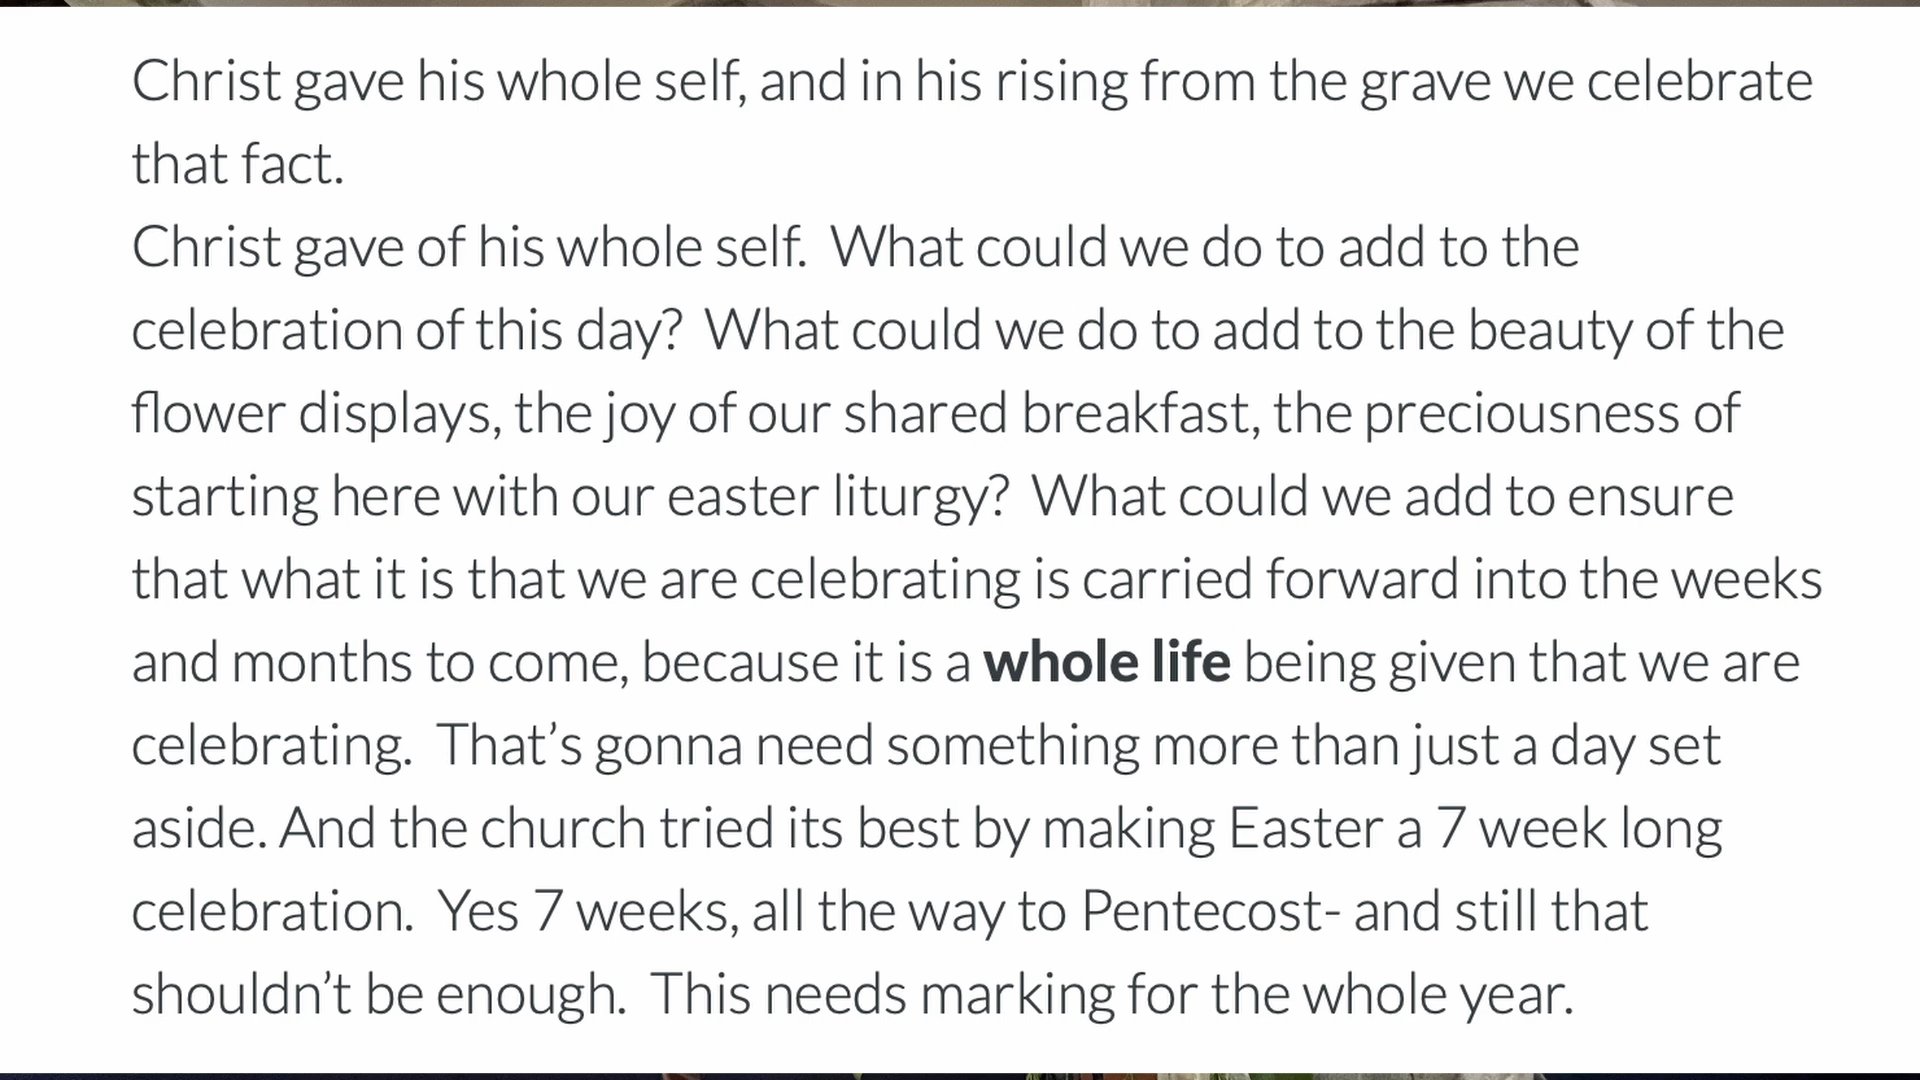 Christ gave his whole self, and in his rising from the grave we celebrate
that fact.
Christ gave of his whole self.  What could we do to add to the
celebration of this day?  What could we do to add to the beauty of the
flower displays, the joy of our shared breakfast, the preciousness of
starting here with our easter liturgy?  What could we add to ensure
that what it is that we are celebrating is carried forward into the weeks
and months to come, because it is a whole life being given that we are
celebrating.  That’s gonna need something more than just a day set
aside. And the church tried its best by making Easter a 7 week long
celebration.  Yes 7 weeks, all the way to Pentecost- and still that
shouldn’t be enough.  This needs marking for the whole year.